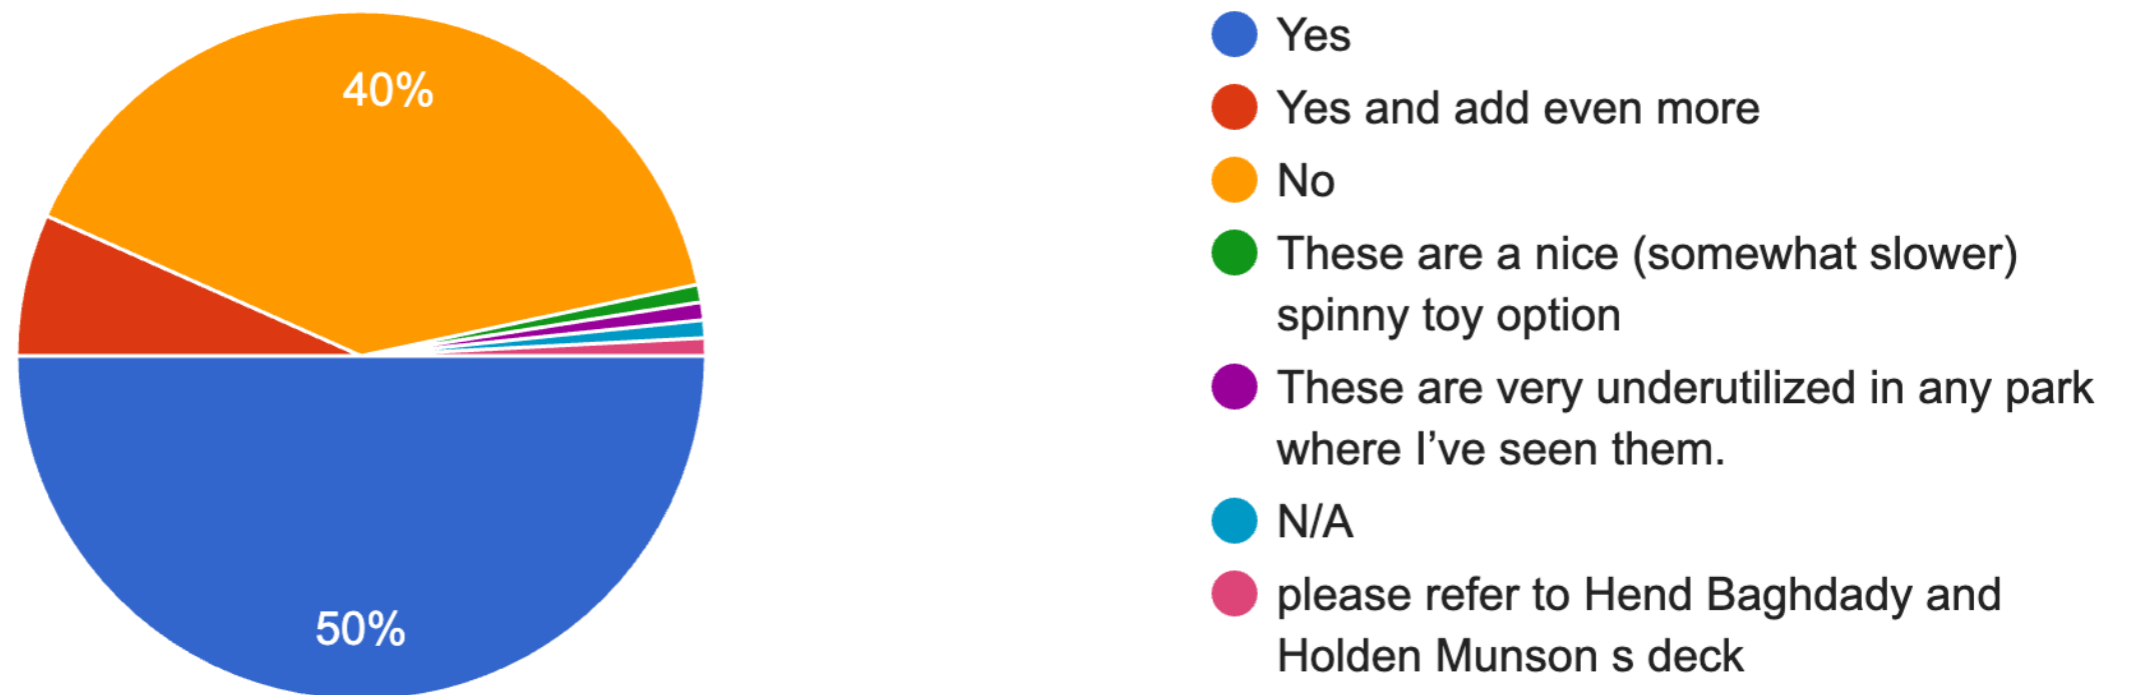 40%
50%
Yes
Yes and add even more
No
These are a nice (somewhat slower)
spinny toy option
These are very underutilized in any park
where I’ve seen them.
N/A
please refer to Hend Baghdady and
Holden Munson s deck